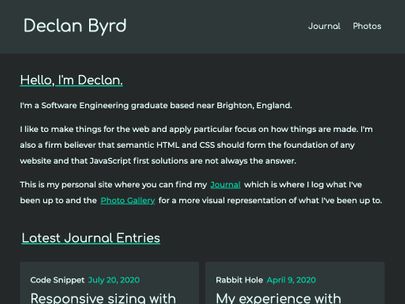 Declan Byrd
Journal Photos
Hello, I'm Declan.
I'm a Software Engineering graduate based near Brighton, England.
I like to make things for the web and apply particular focus on how things are made. I'm
also a firm believer that semantic HTML and CSS should form the foundation of any
website and that JavaScript first solutions are not always the answer.
This is my personal site where you can find my Journal which is where I log what I've
been up to and the Photo Gallery for a more visual representation of what I've been up to.
Latest Journal Entries
Code Snippet July 20, 2020
Responsive sizing with
Rabbit Hole April 9, 2020
My experience with